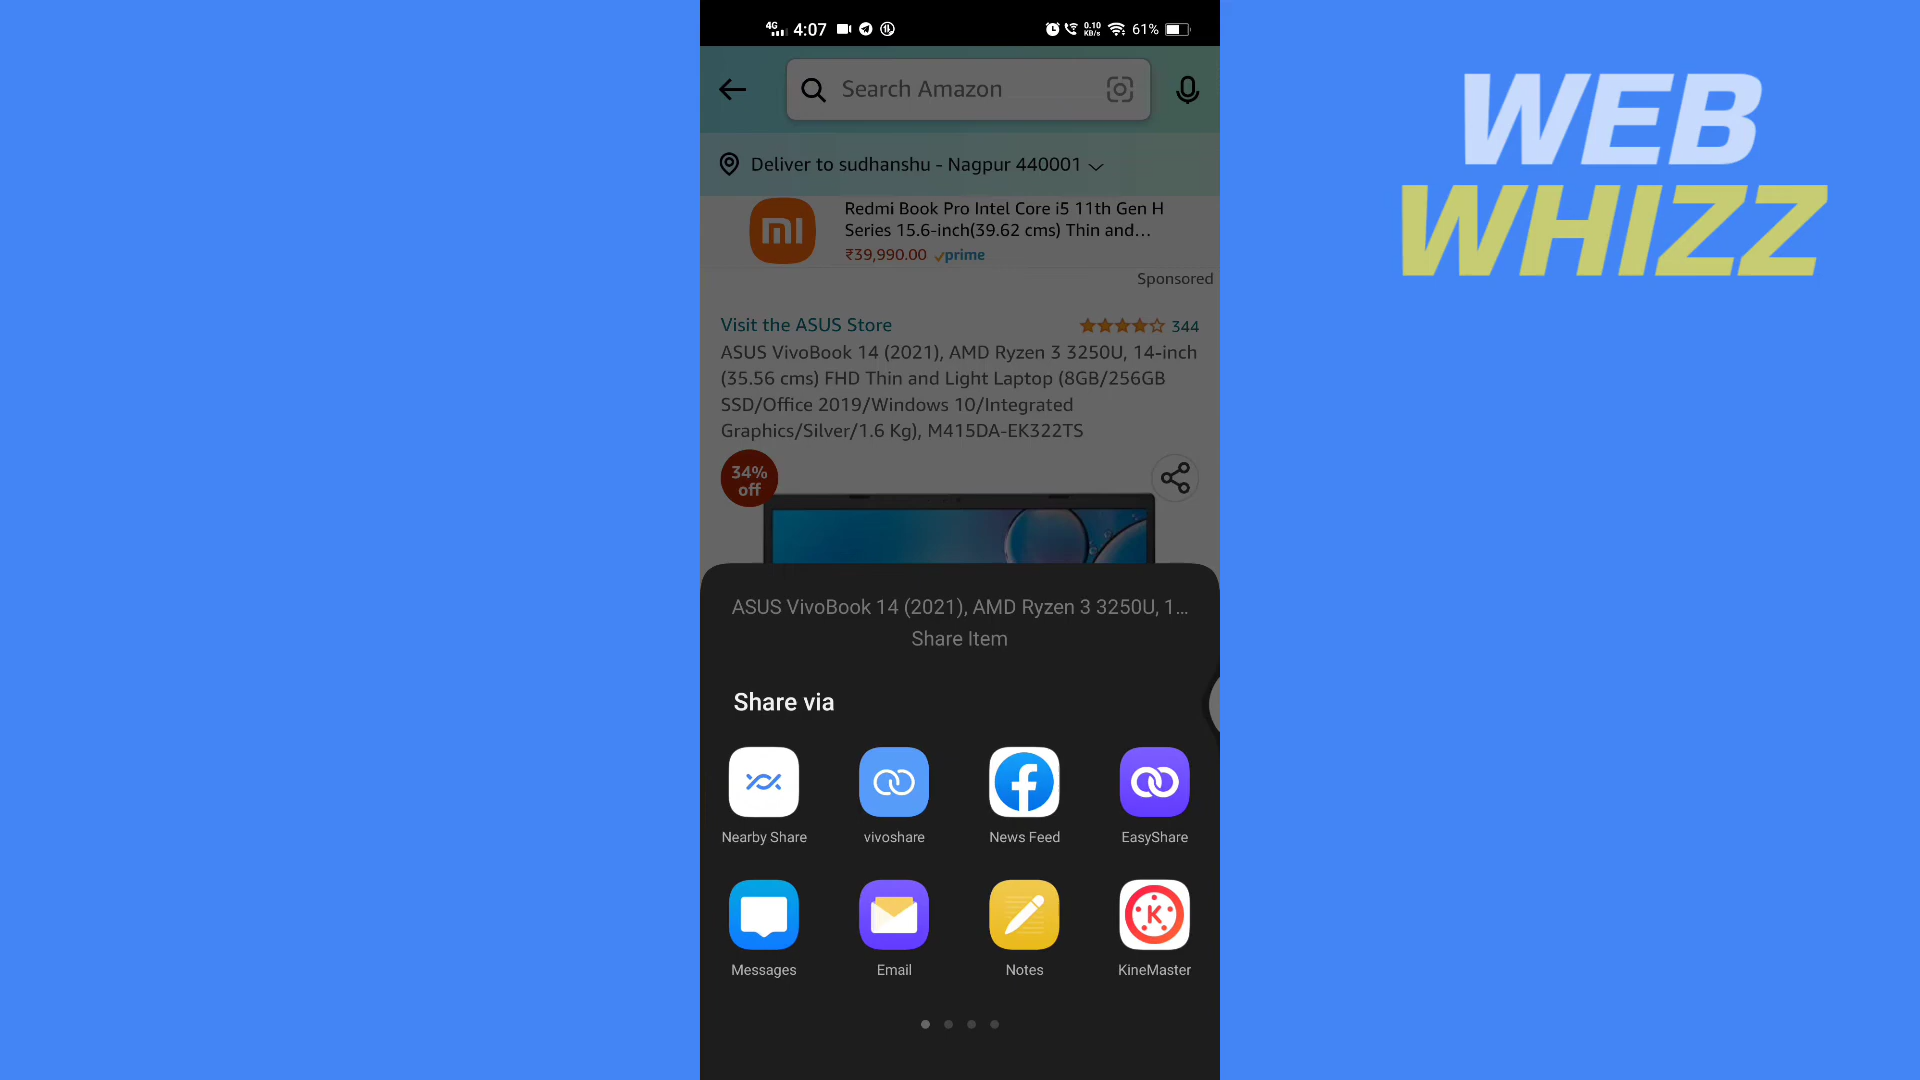 4G 4:07 0.10 KB/s 61%
WEB
WHIZZ
Search Amazon
Deliver to sudhanshu - Nagpur 440001
mi
Redmi Book Pro Intel Core i5 11th Gen H
Series 15.6-inch(39.62 cms) Thin and...
₹39,990.00 prime
Sponsored
Visit the ASUS Store 344
ASUS VivoBook 14 (2021), AMD Ryzen 3 3250U, 14-inch
(35.56 cms) FHD Thin and Light Laptop (8GB/256GB
SSD/Office 2019/Windows 10/Integrated
Graphics/Silver/1.6 Kg), M415DA-EK322TS
34%
off
ASUS VivoBook 14 (2021), AMD Ryzen 3 3250U, 1...
Share Item
Share via
Nearby Share vivoshare News Feed EasyShare
K
Messages Email Notes KineMaster